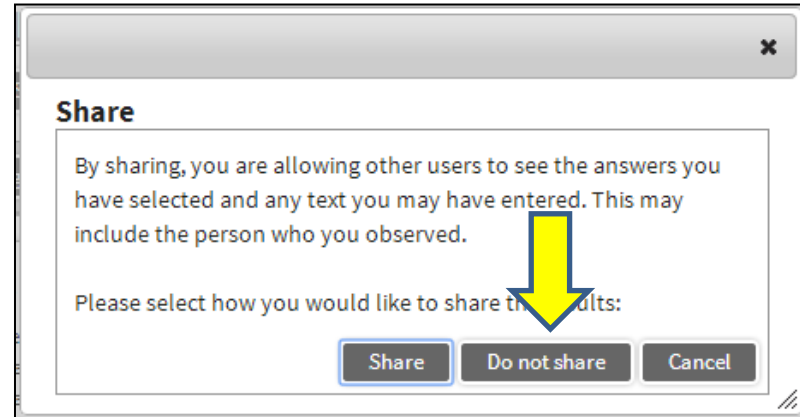 Share
By sharing, you are allowing other users to see the answers you
have selected and any text you may have entered. This may
include the person who you observed.
Please select how you would like to share
Share Do not share Cancel